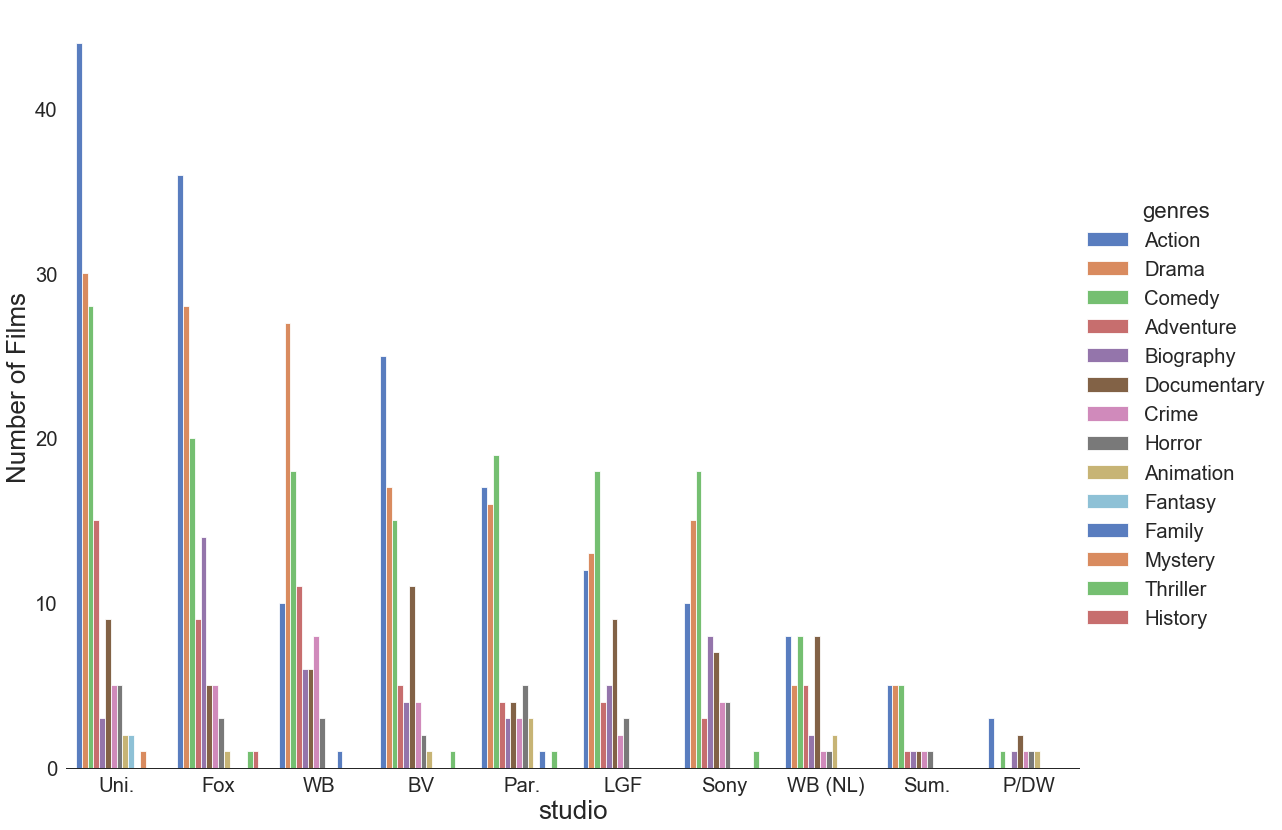 40
30
20
10
0
Number of Films
Uni. Fox WB BV Par. LGF Sony WB (NL) Sum. P/DW
studio
genres
Action
Drama
Comedy
Adventure
Biography
Documentary
Crime
Horror
Animation
Fantasy
Family
Mystery
Thriller
History